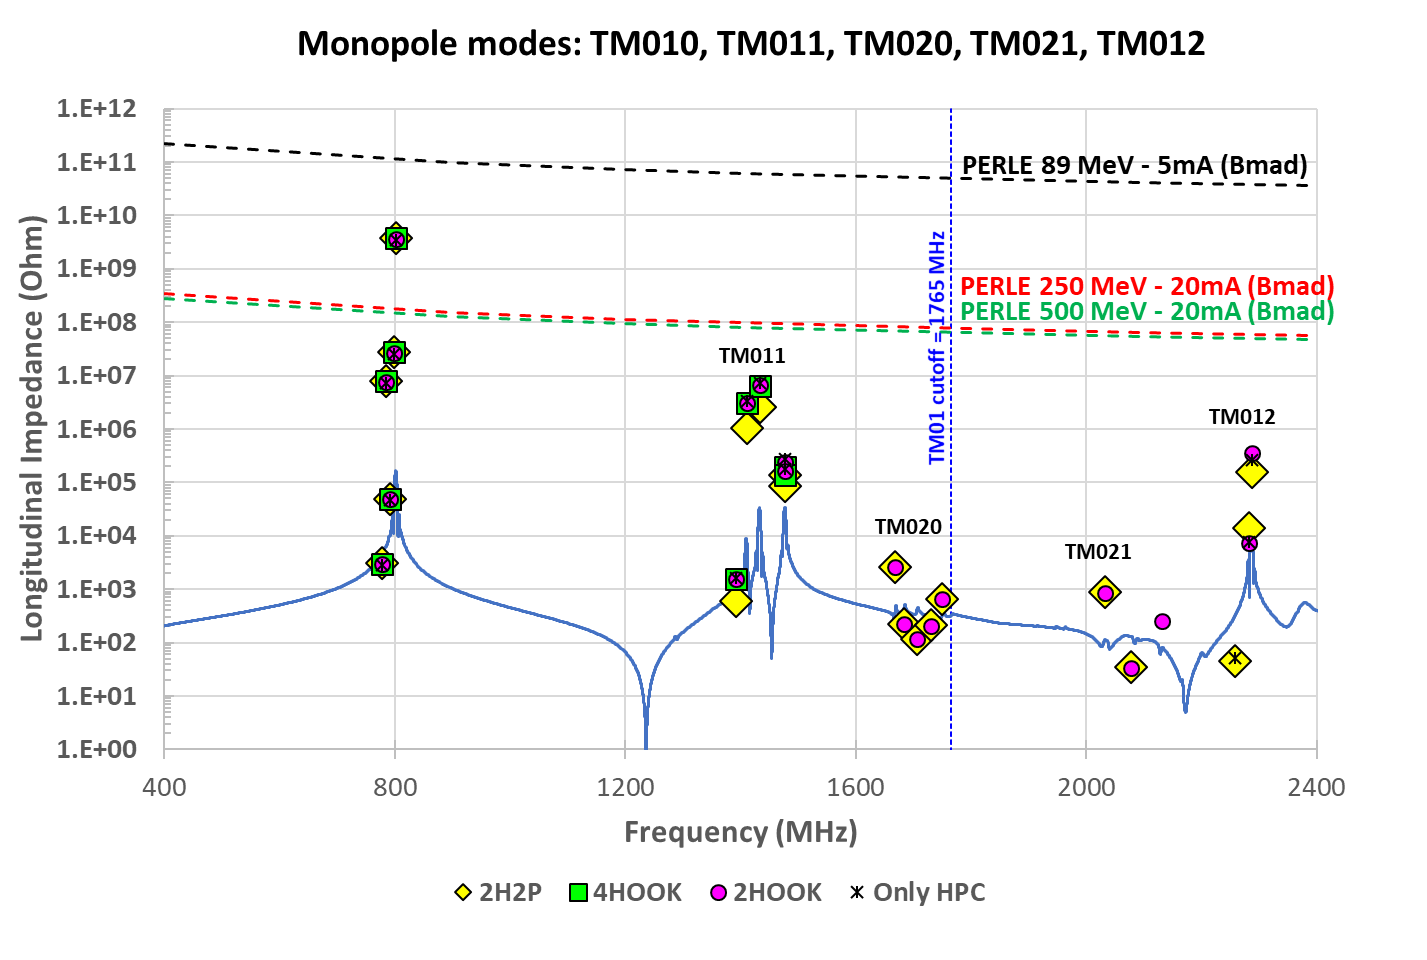 Monopole modes: TM010, TM011, TM020, TM021, TM012
1.E+12
1.E+11
1.E+10
1.E+09
1.E+08
1.E+07
1.E+06
1.E+05
1.E+04
1.E+03
1.E+02
1.E+01
1.E+00
Longitudinal Impedance (Ohm)
PERLE 89 MeV - 5mA (Bmad)
PERLE 250 MeV - 20mA (Bmad)
PERLE 500 MeV - 20mA (Bmad)
TM01 cutoff = 1765 MHz
TM011
TM012
TM020
TM021
400
800
1200
1600
2000
2400
Frequency (MHz)
2H2P
4HOOK
2HOOK
Only HPC